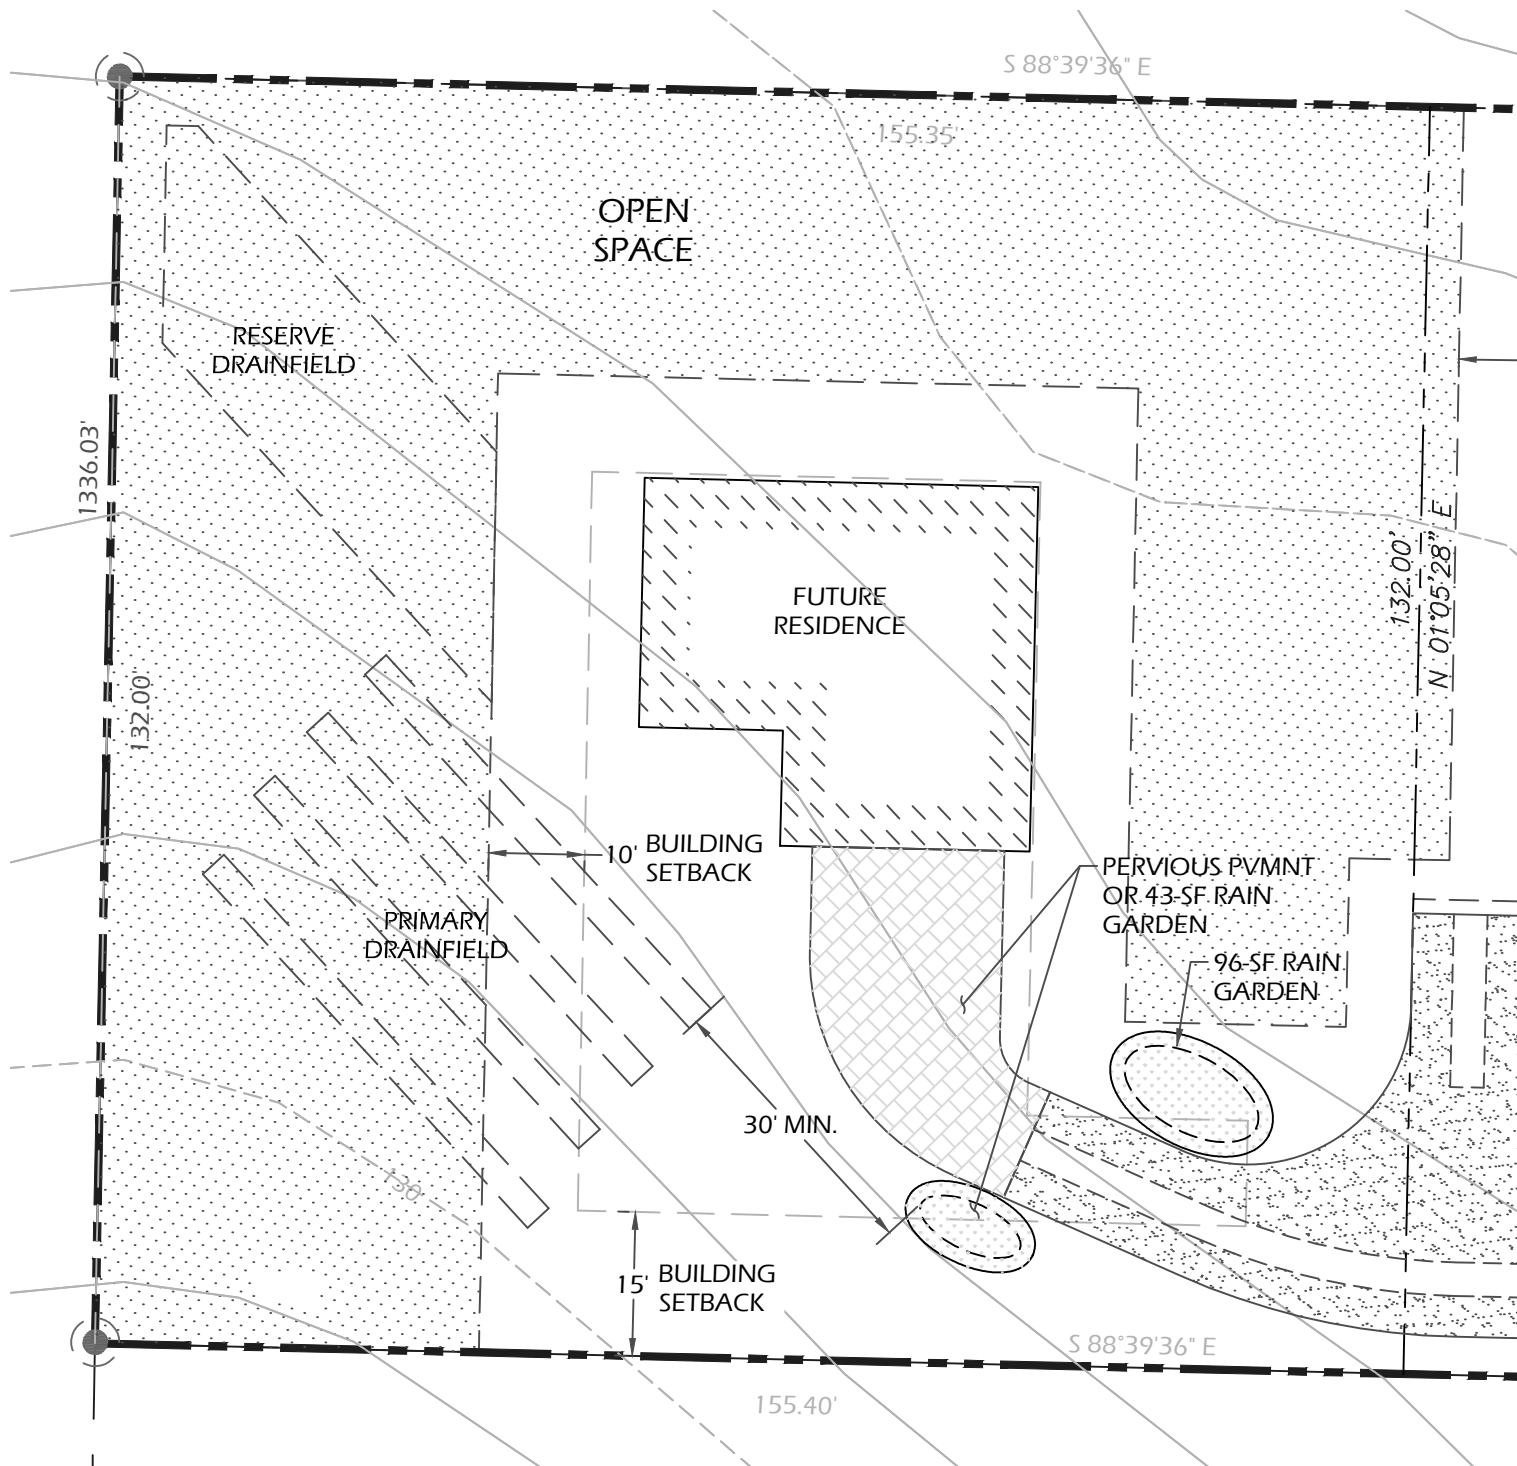 S 88°39'36" E
155.35'
OPEN
SPACE
RESERVE
DRAINFIELD
1336.03'
132.00'
N 01°05'28" E
FUTURE
RESIDENCE
132.00'
10' BUILDING
SETBACK
PERVIOUS PVMNT
OR 43-SF RAIN
GARDEN
PRIMARY
DRAINFIELD
96-SF RAIN
GARDEN
30' MIN.
130
15' BUILDING
SETBACK
S 88°39'36" E
155.40'